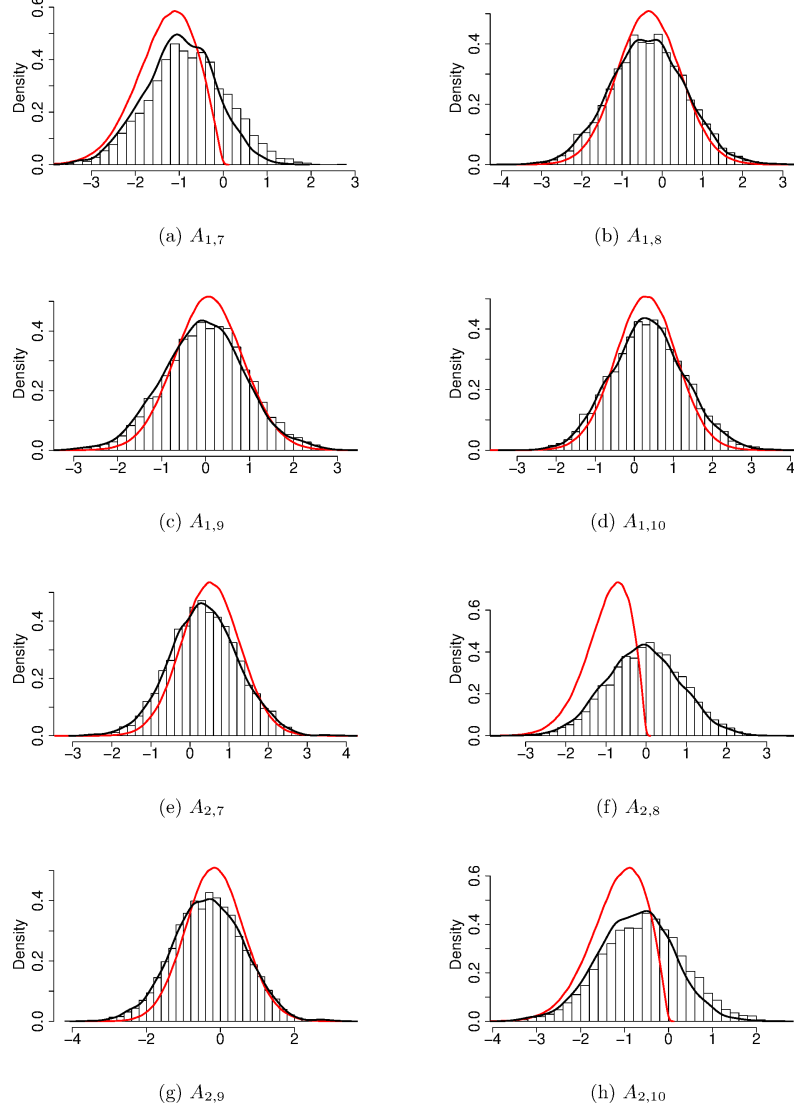 0.0 0.2 0.4 0.6
Density
−3 −2 −1 0 1 2 3
(a) A1,7
0.0 0.2 0.4
Density
−4 −3 −2 −1 0 1 2 3
(b) A1,8
0.0 0.2 0.4
Density
−3 −2 −1 0 1 2 3
(c) A1,9
0.0 0.2 0.4
Density
−3 −2 −1 0 1 2 3 4
(d) A1,10
0.0 0.2 0.4
Density
−3 −2 −1 0 1 2 3 4
(e) A2,7
0.0 0.2 0.4 0.6
Density
−3 −2 −1 0 1 2 3
(f) A2,8
0.0 0.2 0.4
Density
−4 −2 0 2
(g) A2,9
0.0 0.2 0.4 0.6
Density
−4 −3 −2 −1 0 1 2
(h) A2,10